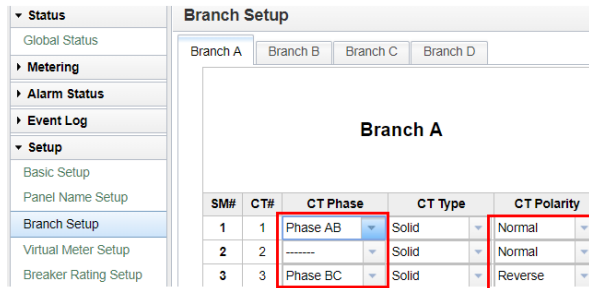 Status
Global Status
Metering
Alarm Status
Event Log
Setup
Basic Setup
Panel Name Setup
Branch Setup
Virtual Meter Setup
Breaker Rating Setup
Branch Setup
Branch A Branch B Branch C Branch D
Branch A
SM# CT# CT Phase CT Type CT Polarity
1 1 Phase AB Solid Normal
2 2 ------- Solid Normal
3 3 Phase BC Solid Reverse